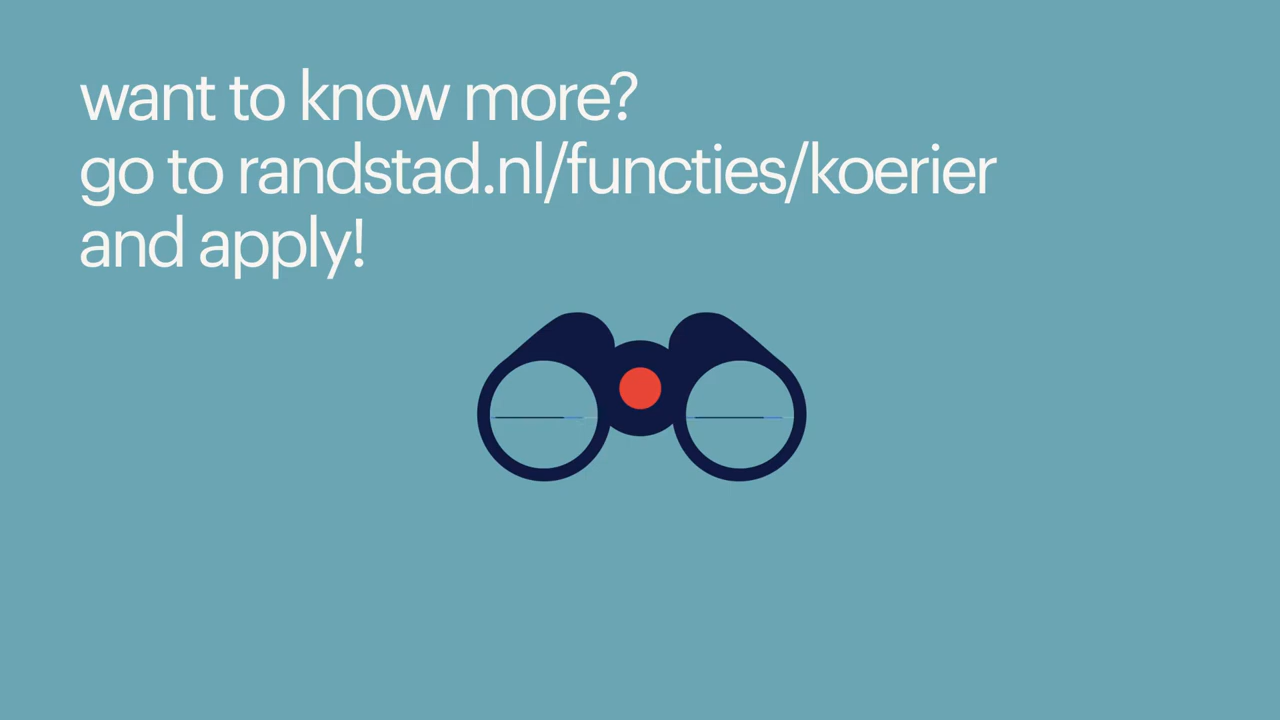 want to know more?
go to randstad.nl/functies/koerier
and apply!